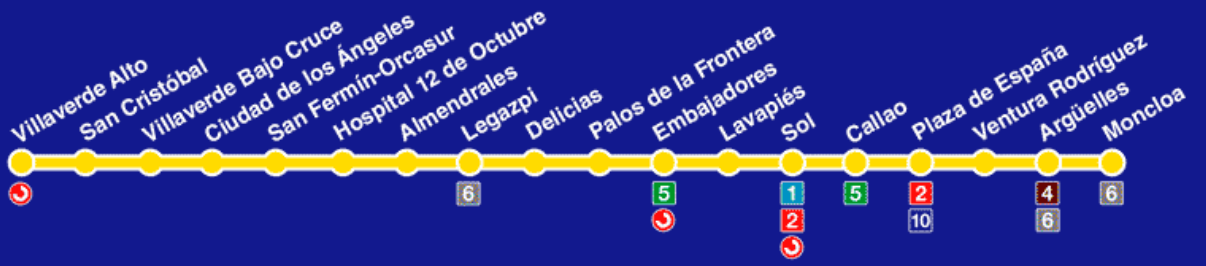 Villaverde Alto
San Cristóbal
Villaverde Bajo Cruce
Ciudad de los Ángeles
San Fermín-Orcasur
Hospital 12 de Octubre
Almendrales
Legazpi
Delicias
Palos de la Frontera
Embajadores
Lavapiés
Sol
Callao
Plaza de España
Ventura Rodríguez
Argüelles
Moncloa
6 5 1 5 2 4 6
2 10 6